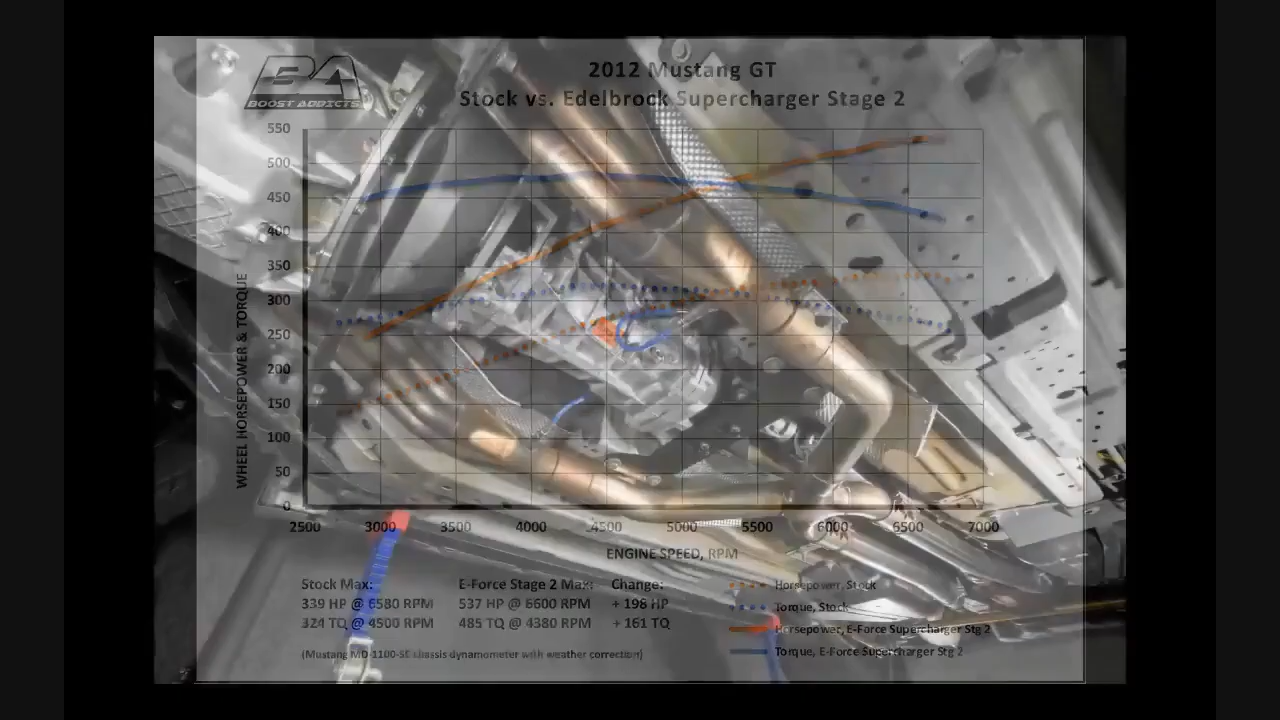 BA
BOOST ADDICTS
2012 Mustang GT
Stock vs. Edelbrock Supercharger Stage 2
550
500
450
400
350
300
250
200
150
100
50
0
WHEEL HORSEPOWER & TORQUE
2500 3000 3500 4000 4500 5000 5500 6000 6500 7000
ENGINE SPEED, RPM
Stock Max: E-Force Stage 2 Max: Change:
339 HP @ 6580 RPM 537 HP @ 6600 RPM + 198 HP
324 TQ @ 4500 RPM 485 TQ @ 4380 RPM + 161 TQ
(Mustang MD-1100-SE chassis dynamometer with weather correction)
Horsepower, Stock
Torque, Stock
Horsepower, E-Force Supercharger Stg 2
Torque, E-Force Supercharger Stg 2